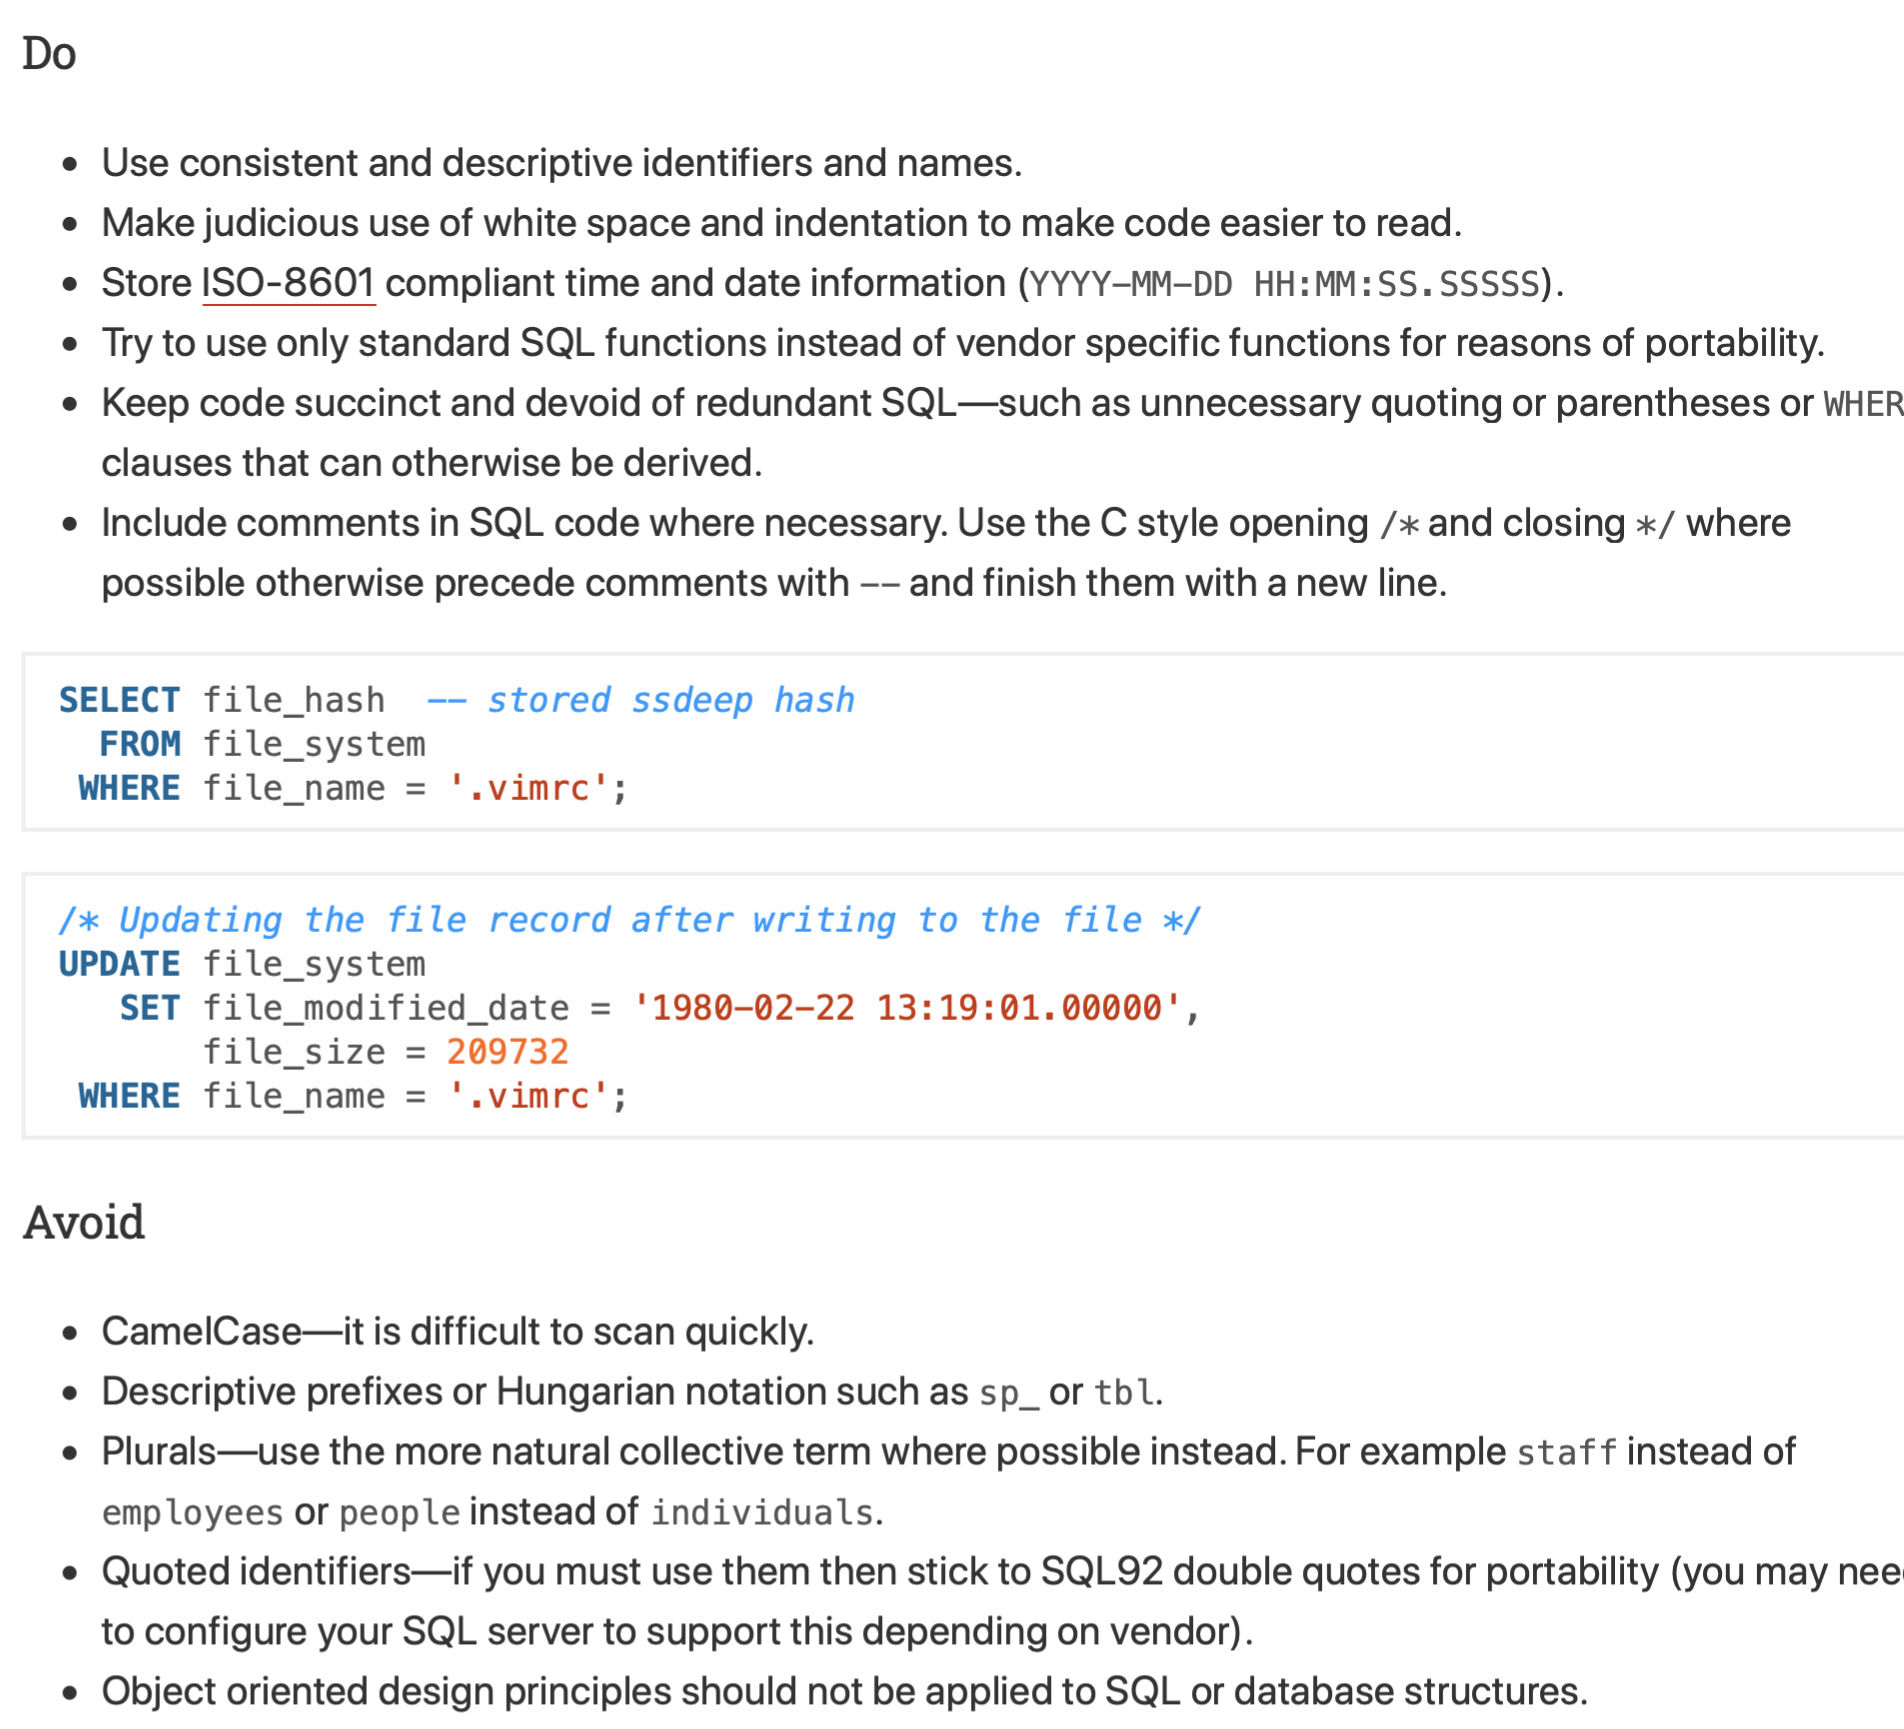 Do
• Use consistent and descriptive identifiers and names.
• Make judicious use of white space and indentation to make code easier to read.
• Store ISO-8601 compliant time and date information (YYYY-MM-DD HH:MM:SS.SSSSS).
• Try to use only standard SQL functions instead of vendor specific functions for reasons of portability.
• Keep code succinct and devoid of redundant SQL—such as unnecessary quoting or parentheses or WHER
clauses that can otherwise be derived.
• Include comments in SQL code where necessary. Use the C style opening /* and closing */ where
possible otherwise precede comments with -- and finish them with a new line.
SELECT file_hash  -- stored ssdeep hash
  FROM file_system
 WHERE file_name = '.vimrc';
/* Updating the file record after writing to the file */
UPDATE file_system
   SET file_modified_date = '1980-02-22 13:19:01.00000',
       file_size = 209732
 WHERE file_name = '.vimrc';
Avoid
• CamelCase—it is difficult to scan quickly.
• Descriptive prefixes or Hungarian notation such as sp_ or tbl.
• Plurals—use the more natural collective term where possible instead. For example staff instead of
employees or people instead of individuals.
• Quoted identifiers—if you must use them then stick to SQL92 double quotes for portability (you may nee
to configure your SQL server to support this depending on vendor).
• Object oriented design principles should not be applied to SQL or database structures.